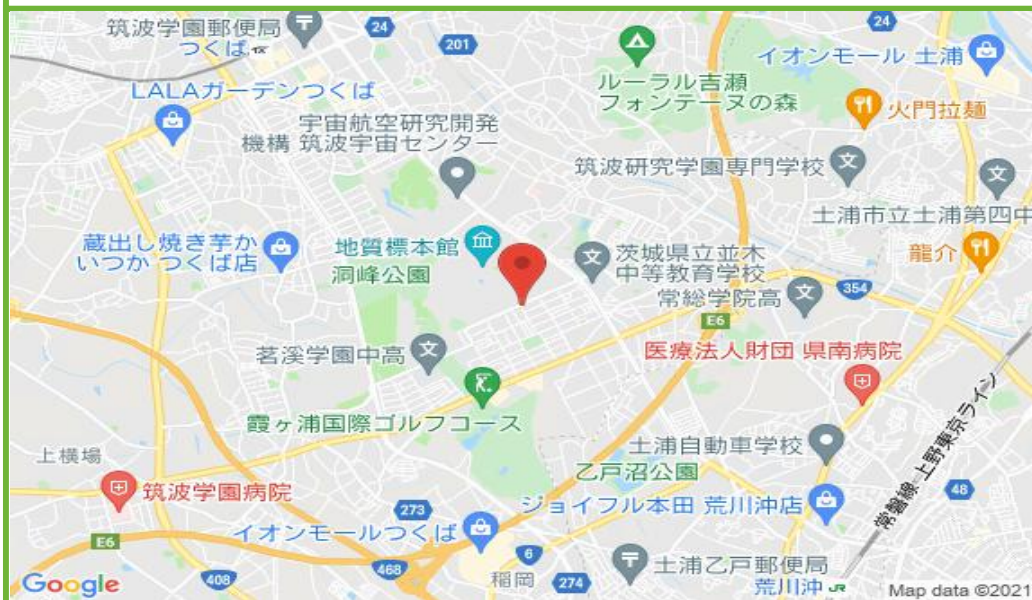 筑波学園郵便局
24
24
つくば
201
イオンモール 土浦
ルーラル吉瀬
フォンテーヌの森
LALAガーデンつくば
火門拉麺
宇宙航空研究開発
機構 筑波宇宙センター
筑波研究学園専門学校
文
文
土浦市立土浦第四中
地質標本館
蔵出し焼き芋か
いつか つくば店
文
茨城県立並木
中等教育学校
龍介
洞峰公園
常総学院高
文
354
E6
茗溪学園中高
文
医療法人財団 県南病院
霞ヶ浦国際ゴルフコース
土浦自動車学校
常磐線·上野東京ライン
上横場
乙戸沼公園
筑波学園病院
48
273
ジョイフル本田 荒川沖店
イオンモールつくば
E6
6
468
土浦乙戸郵便局
408
稲岡
274
荒川沖
JR
Google
Map data ©2021